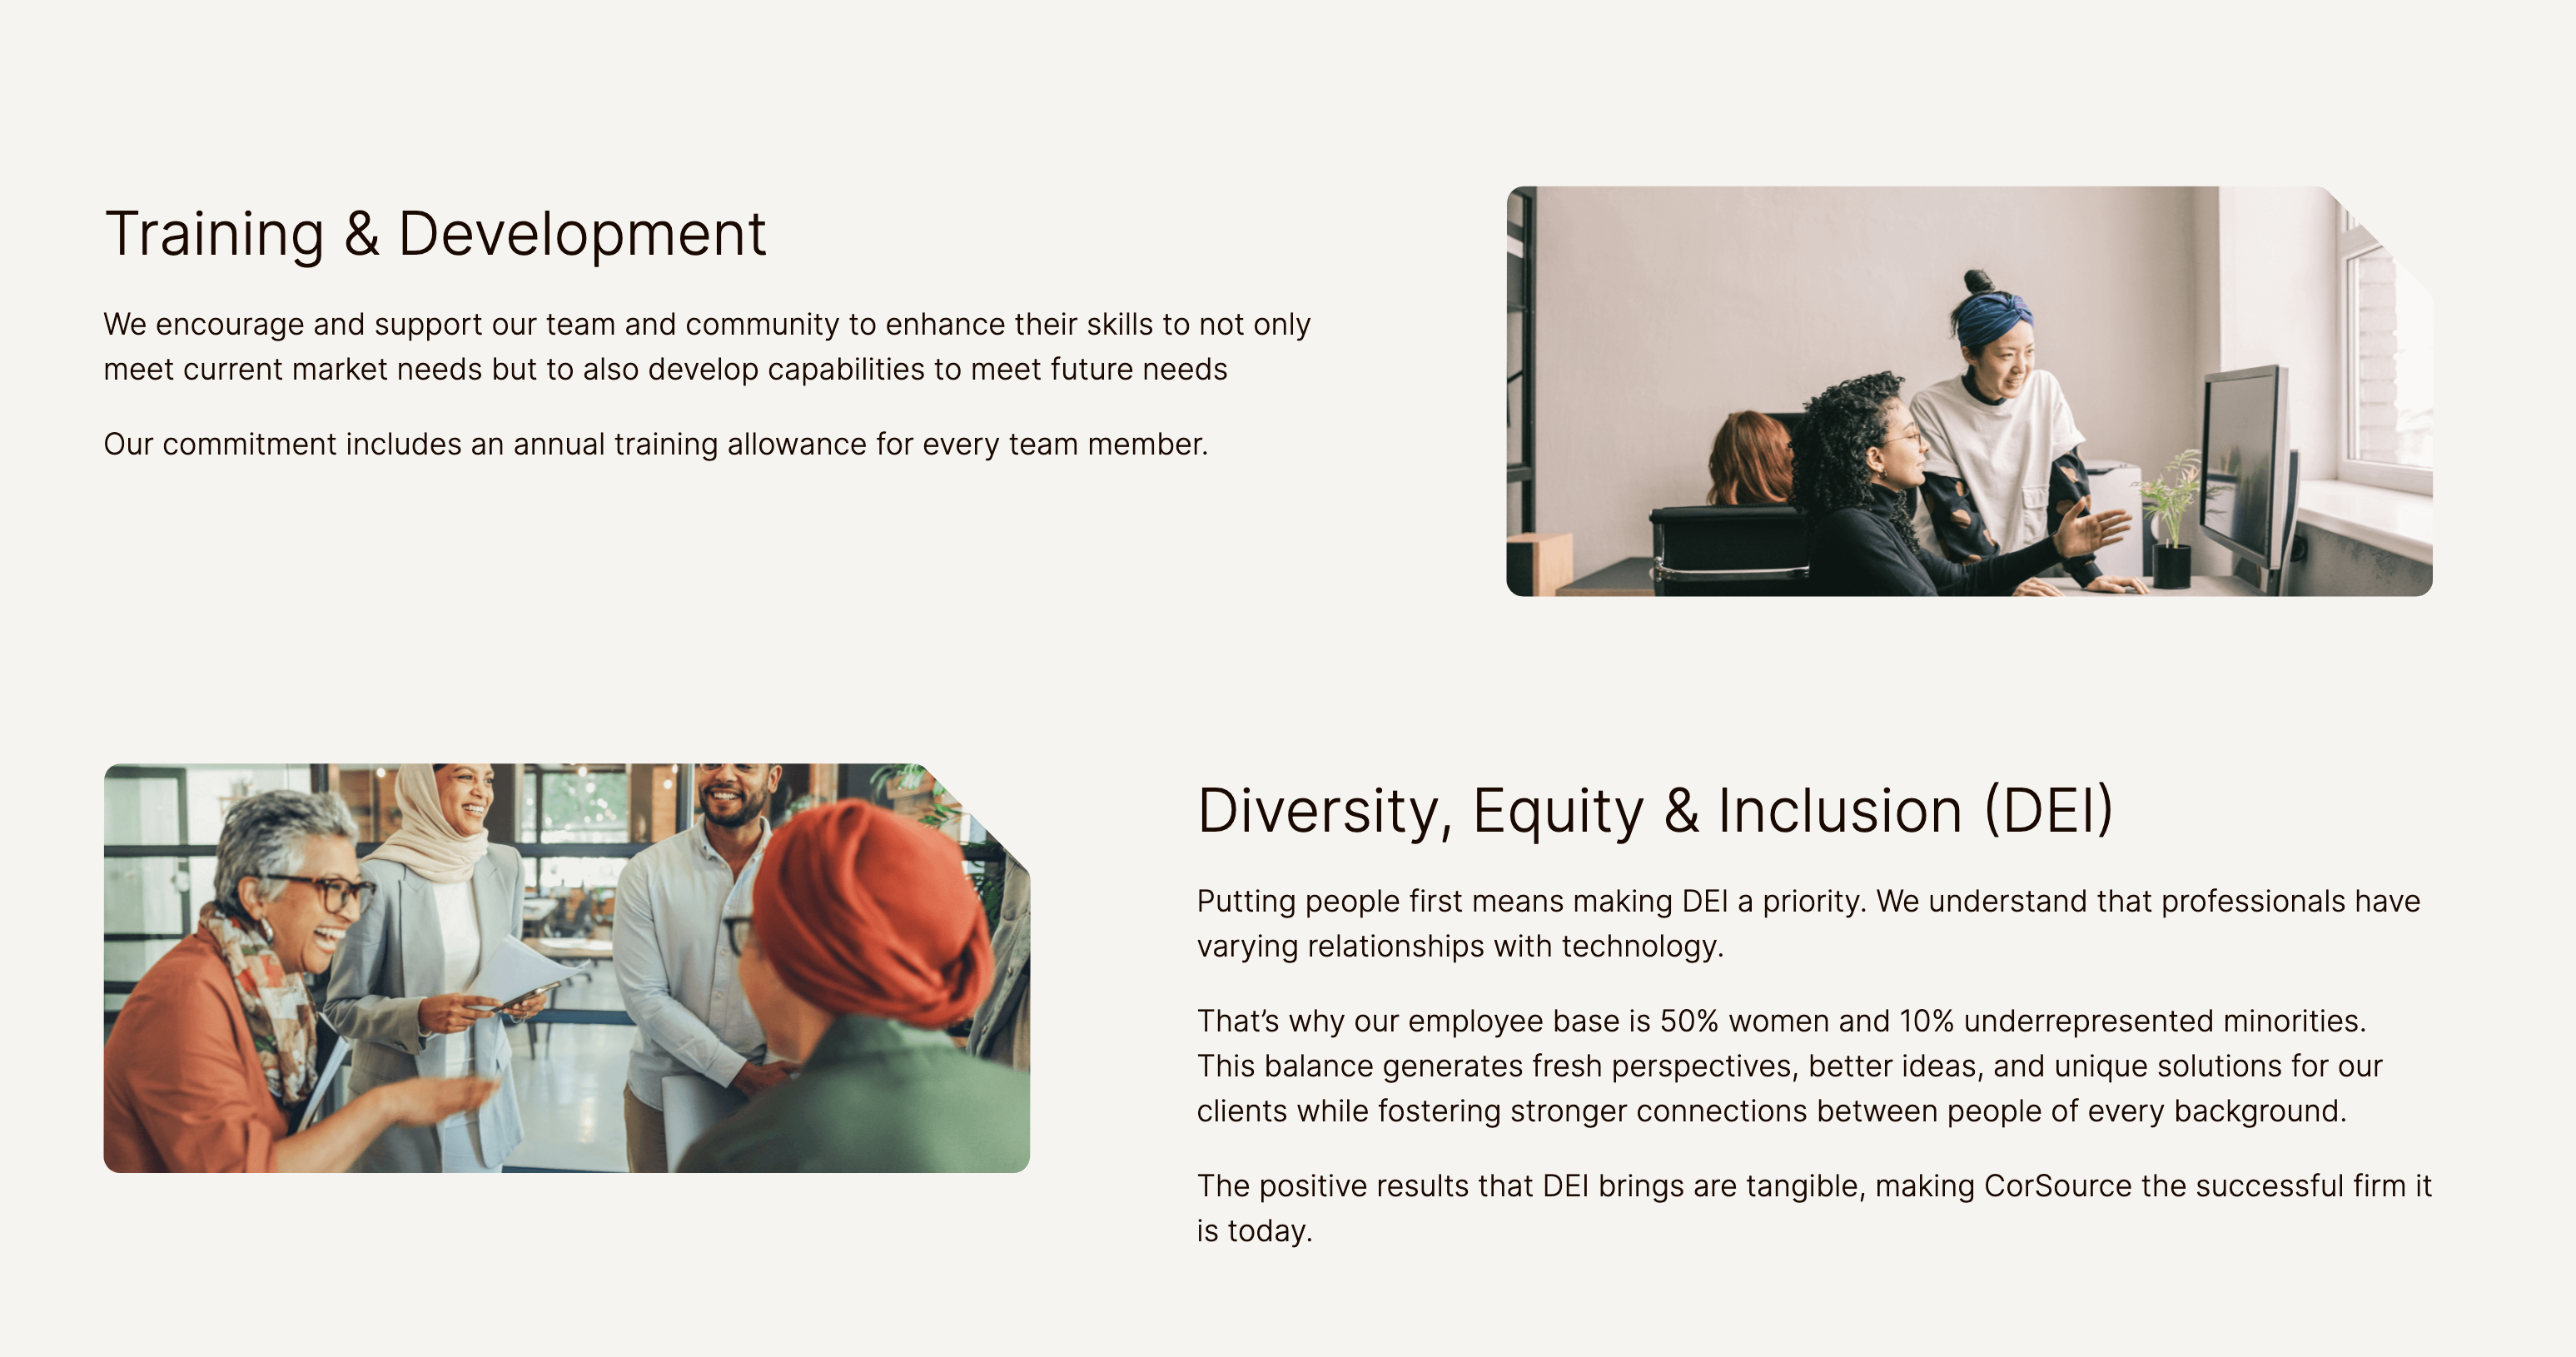 Training & Development
We encourage and support our team and community to enhance their skills to not only
meet current market needs but to also develop capabilities to meet future needs
Our commitment includes an annual training allowance for every team member.
Diversity, Equity & Inclusion (DEI)
Putting people first means making DEI a priority. We understand that professionals have
varying relationships with technology.
That’s why our employee base is 50% women and 10% underrepresented minorities.
This balance generates fresh perspectives, better ideas, and unique solutions for our
clients while fostering stronger connections between people of every background.
The positive results that DEI brings are tangible, making CorSource the successful firm it
is today.